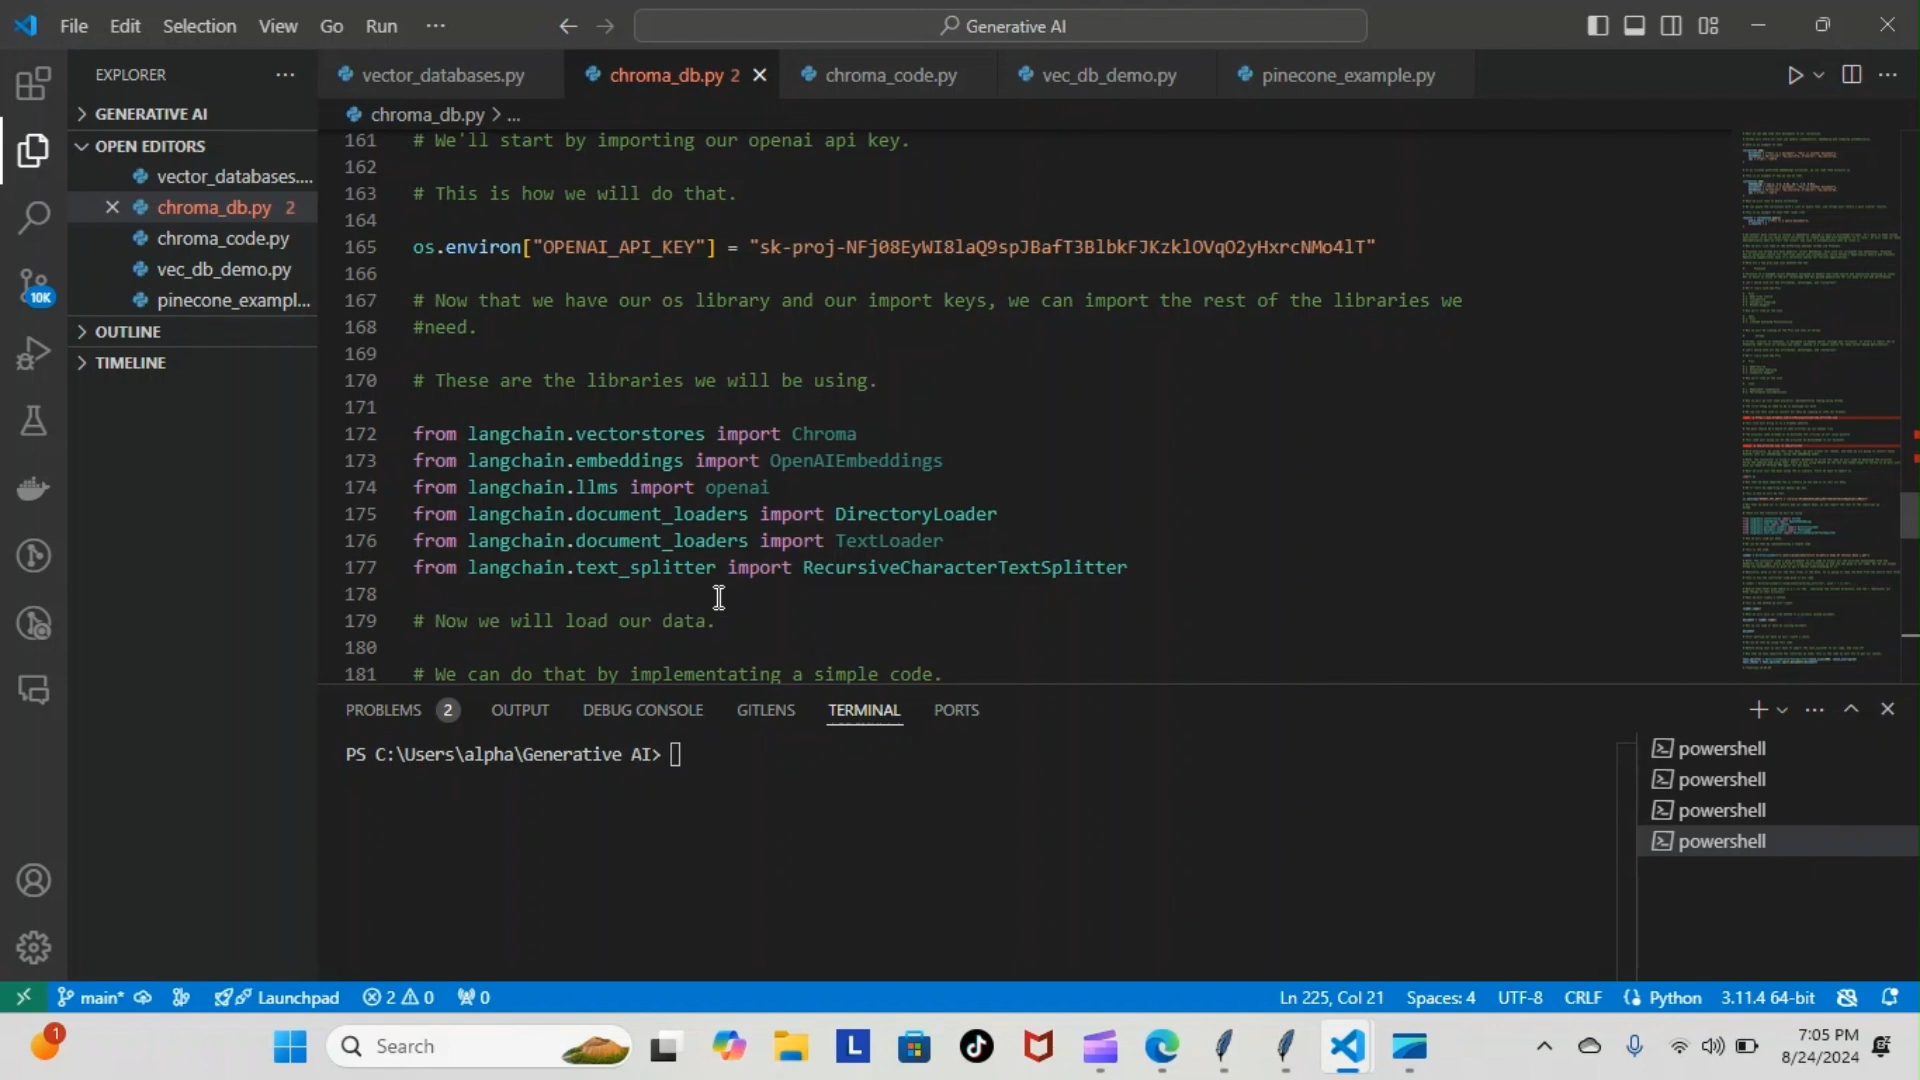 File Edit Selection View Go Run ··· Generative AI
EXPLORER ···
GENERATIVE AI
OPEN EDITORS
vector_databases....
chroma_db.py 2
chroma_code.py
vec_db_demo.py
pinecone_exampl...
OUTLINE
TIMELINE
10K
vector_databases.py chroma_db.py 2 chroma_code.py vec_db_demo.py pinecone_example.py
chroma_db.py > ...
161 # We'll start by importing our openai api key.
162
163 # This is how we will do that.
164
165 os.environ["OPENAI_API_KEY"] = "sk-proj-NFj08EyWI8laQ9spJBafT3BlbkFJKzklOVqO2yHxrcNMo4lT"
166
167 # Now that we have our os library and our import keys, we can import the rest of the libraries we
168 #need.
169
170 # These are the libraries we will be using.
171
172 from langchain.vectorstores import Chroma
173 from langchain.embeddings import OpenAIEmbeddings
174 from langchain.llms import openai
175 from langchain.document_loaders import DirectoryLoader
176 from langchain.document_loaders import TextLoader
177 from langchain.text_splitter import RecursiveCharacterTextSplitter
178
179 # Now we will load our data.
180
181 # We can do that by implementating a simple code.
PROBLEMS 2 OUTPUT DEBUG CONSOLE GITLENS TERMINAL PORTS
PS C:\Users\alpha\Generative AI>
powershell
powershell
powershell
powershell
main* Launchpad 2 0 0 Ln 225, Col 21 Spaces: 4 UTF-8 CRLF Python 3.11.4 64-bit
1 Search L 7:05 PM
8/24/2024